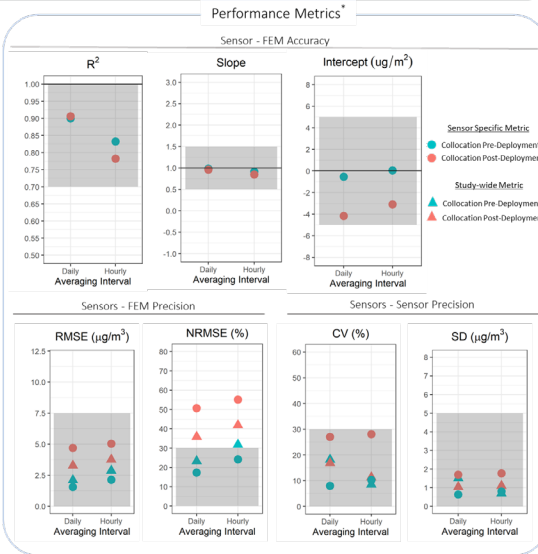 Performance Metrics*
Sensor - FEM Accuracy
R²
Slope
Intercept (ug/m²)
1.00
0.95
0.90
0.85
0.80
0.75
0.70
0.65
0.60
0.55
0.50
Daily
Hourly
Averaging Interval
3.0
2.5
2.0
1.5
1.0
0.5
0.0
-0.5
-1.0
Daily
Hourly
Averaging Interval
8
6
4
2
0
-2
-4
-6
-8
Daily
Hourly
Averaging Interval
Sensor Specific Metric
Collocation Pre-Deployment
Collocation Post-Deployment
Study-wide Metric
Collocation Pre-Deployment
Collocation Post-Deployment
Sensors - FEM Precision
Sensors - Sensor Precision
RMSE (μg/m³)
12.5
10.0
7.5
5.0
2.5
0.0
Daily
Hourly
Averaging Interval
NRMSE (%)
80
70
60
50
40
30
20
10
0
Daily
Hourly
Averaging Interval
CV (%)
60
50
40
30
20
10
0
Daily
Hourly
Averaging Interval
SD (μg/m³)
8
7
6
5
4
3
2
1
0
Daily
Hourly
Averaging Interval